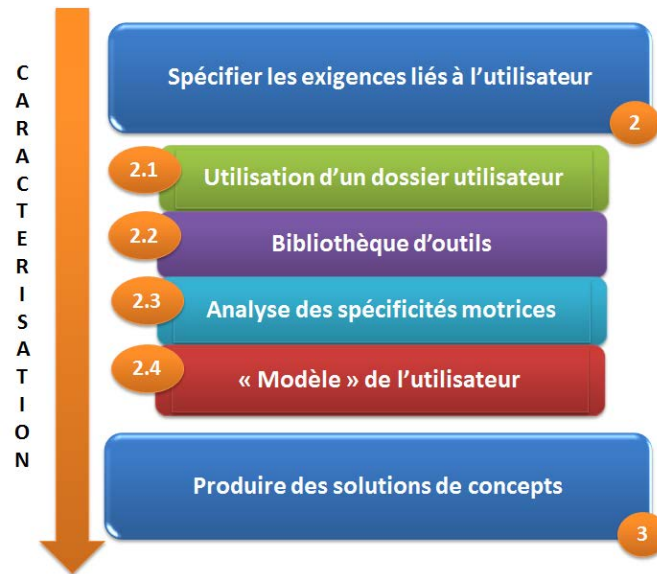 CARACTERISATION
Spécifier les exigences liés à l'utilisateur
2
2.1
Utilisation d'un dossier utilisateur
2.2
Bibliothèque d'outils
2.3
Analyse des spécificités motrices
2.4
« Modèle » de l'utilisateur
Produire des solutions de concepts
3